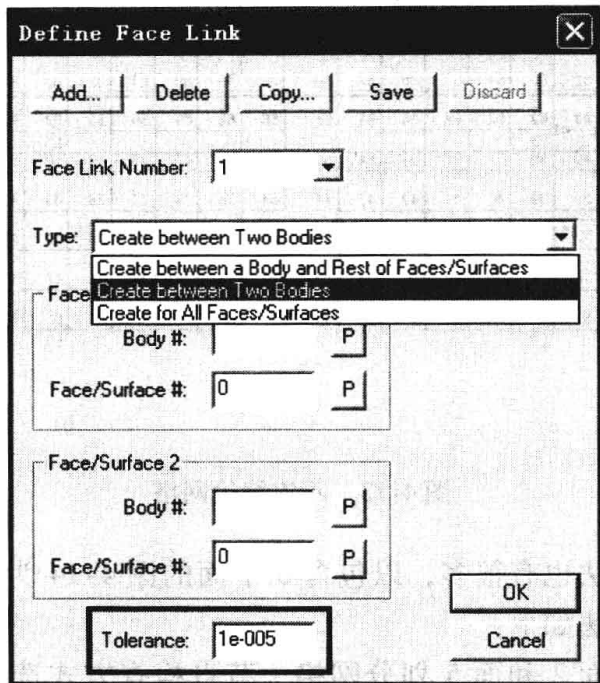 Define Face Link
Add... Delete Copy... Save Discard
Face Link Number: 1
Type: Create between Two Bodies
Create between a Body and Rest of Faces/Surfaces
Create between Two Bodies
Create for All Faces/Surfaces
Face
Body #: P
Face/Surface #: 0 P
Face/Surface 2
Body #: P
Face/Surface #: 0 P
OK
Tolerance: 1e-005
Cancel